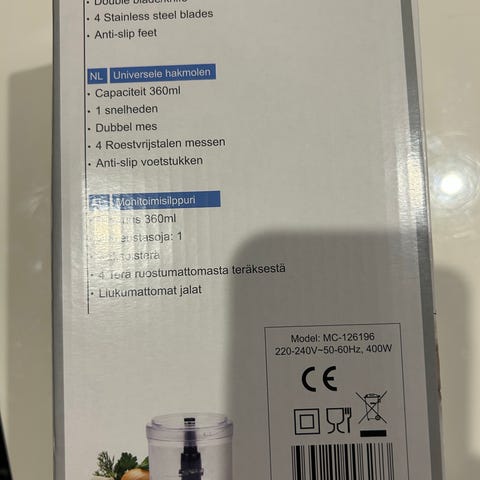 • Double blade/knife
• 4 Stainless steel blades
• Anti-slip feet
NL Universele hakmolen
• Capaciteit 360ml
• 1 snelheden
• Dubbel mes
• 4 Roestvrijstalen messen
• Anti-slip voetstukken
Monitoimisilppuri
360ml
1
• 4 Terä ruostumattomasta teräksestä
• Liukumattomat jalat
Model: MC-126196
220-240V~50-60Hz, 400W
CE